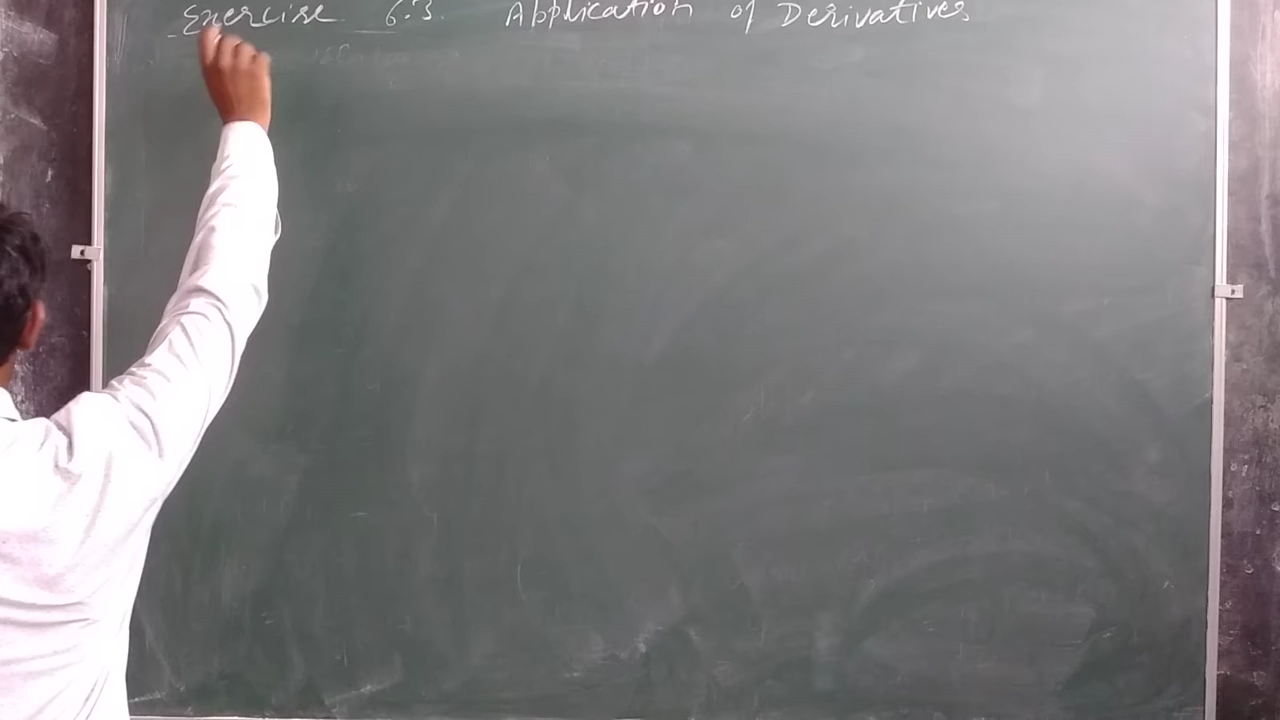 Exercise 6.3. Application of Derivatives